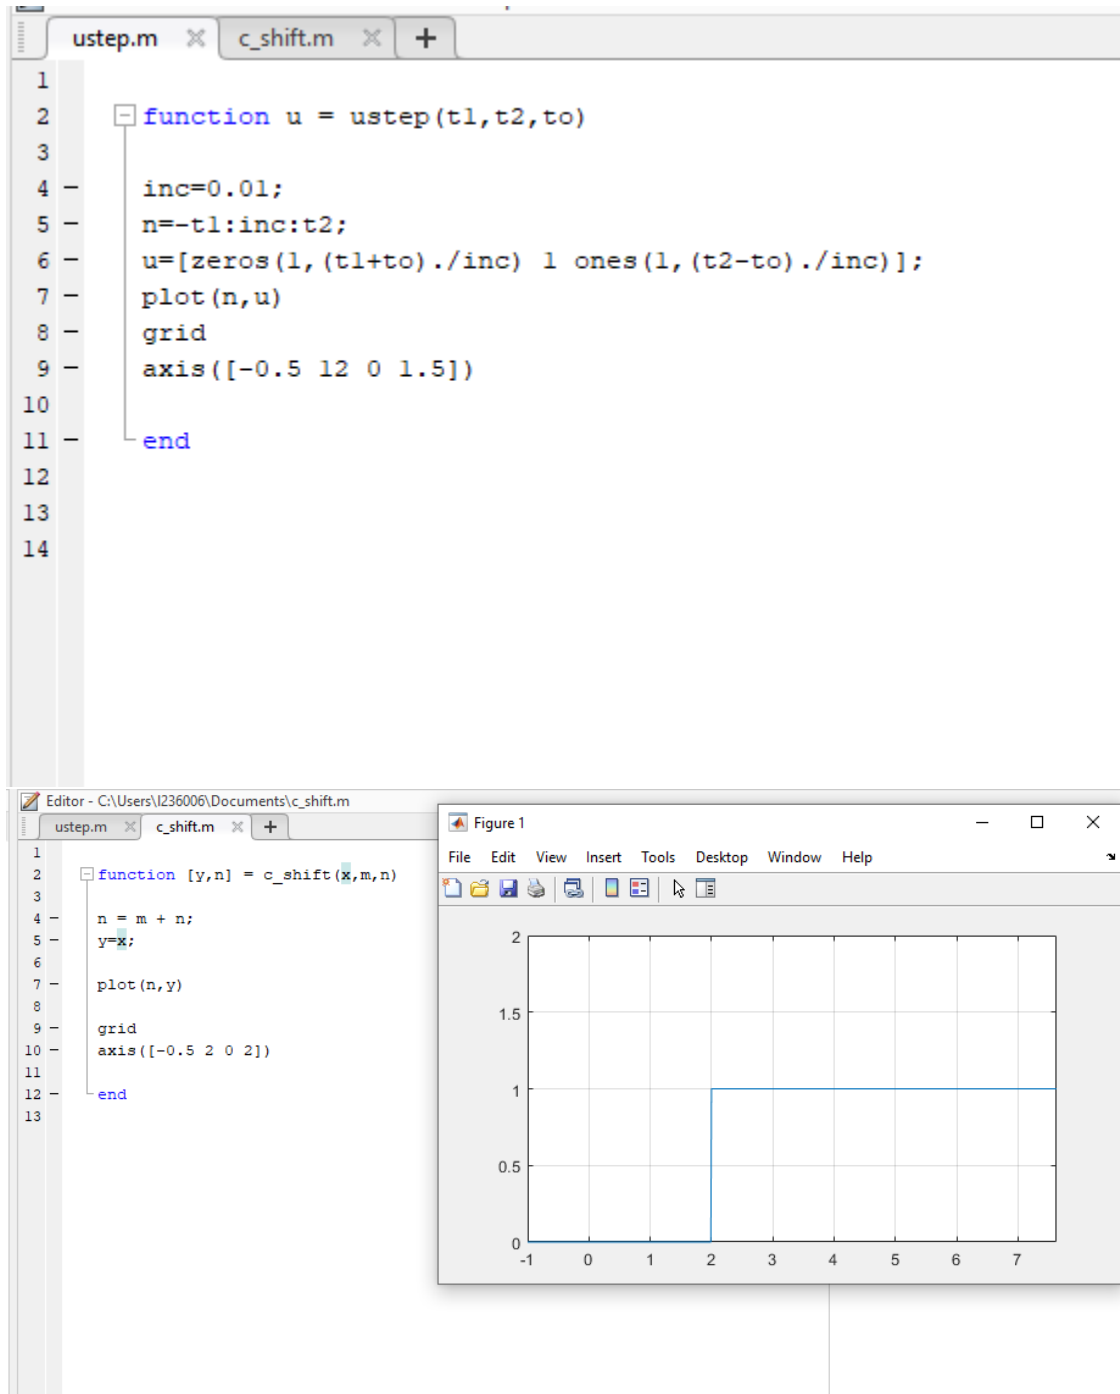 ustep.m c_shift.m +
1
2 function u = ustep(t1,t2,to)
3
4 inc=0.01;
5 n=-t1:inc:t2;
6 u=[zeros(1,(t1+to)./inc) 1 ones(1,(t2-to)./inc)];
7 plot(n,u)
8 grid
9 axis([-0.5 12 0 1.5])
10
11 end
12
13
14
Editor - C:\Users\I236006\Documents\c_shift.m
ustep.m c_shift.m +
1
2 function [y,n] = c_shift(x,m,n)
3
4 n = m + n;
5 y=x;
6
7 plot(n,y)
8
9 grid
10 axis([-0.5 2 0 2])
11
12 end
13
Figure 1
File Edit View Insert Tools Desktop Window Help
2
1.5
1
0.5
0
-1 0 1 2 3 4 5 6 7